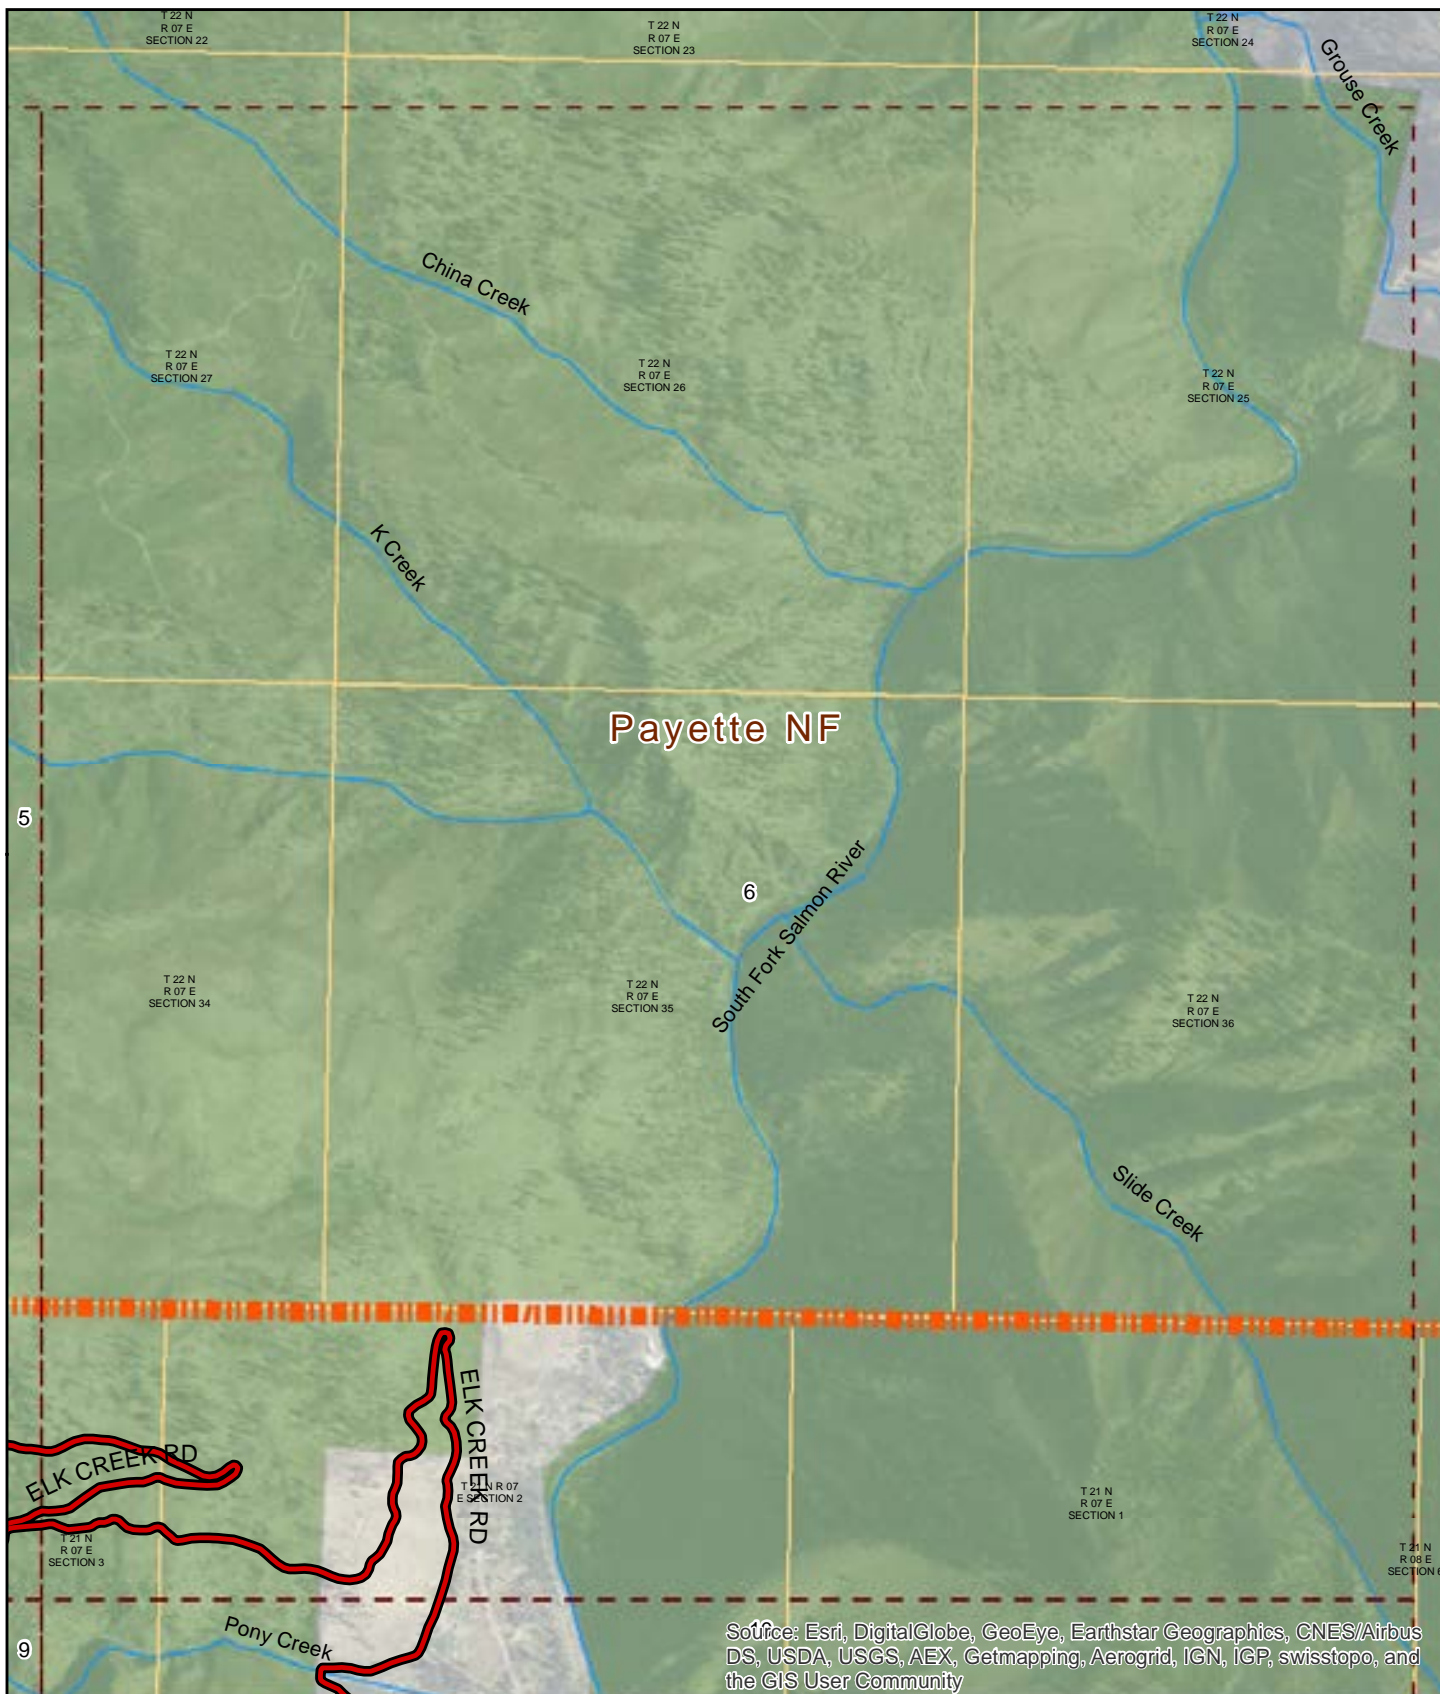 T 22 N
R 07 E
SECTION 22
T 22 N
R 07 E
SECTION 23
T 22 N
R 07 E
SECTION 24
Grouse Creek
China Creek
T 22 N
R 07 E
SECTION 27
T 22 N
R 07 E
SECTION 26
T 22 N
R 07 E
SECTION 25
K Creek
Payette NF
5
6
South Fork Salmon River
T 22 N
R 07 E
SECTION 34
T 22 N
R 07 E
SECTION 35
T 22 N
R 07 E
SECTION 36
Slide Creek
ELK CREEK RD
ELK CREEK RD
T 21 N R 07
E SECTION 2
T 21 N
R 07 E
SECTION 1
T 21 N
R 07 E
SECTION 3
T 21 N
R 08 E
SECTION 6
Pony Creek
9
Source: Esri, DigitalGlobe, GeoEye, Earthstar Geographics, CNES/Airbus
DS, USDA, USGS, AEX, Getmapping, Aerogrid, IGN, IGP, swisstopo, and
the GIS User Community